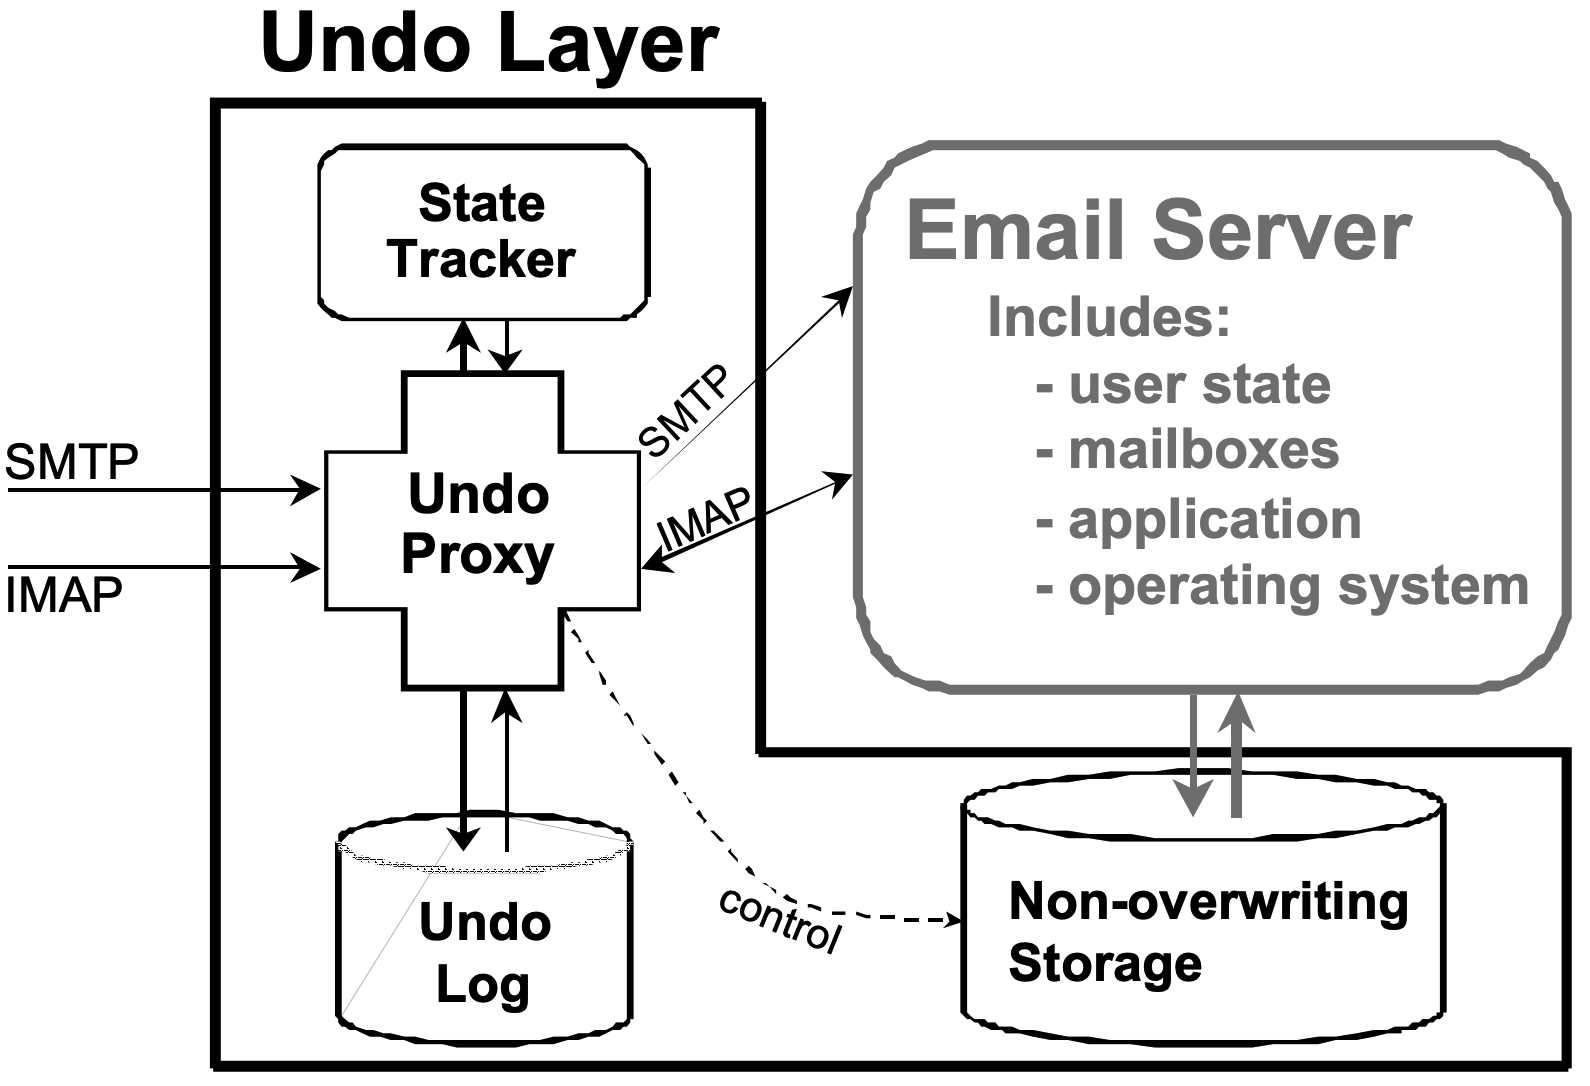 Undo Layer
State
Tracker
Email Server
Includes:
- user state
- mailboxes
- application
- operating system
SMTP
IMAP
Undo
Proxy
SMTP
IMAP
control
Undo
Log
Non-overwriting
Storage